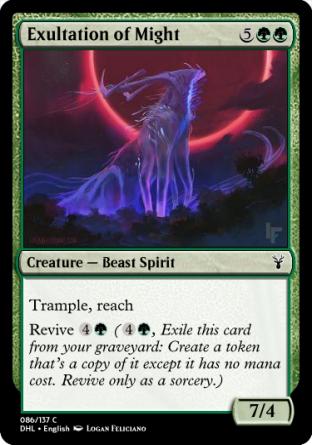 Exultation of Might 5
Creature — Beast Spirit
Trample, reach
Revive 4 ( 4 , Exile this card
from your graveyard: Create a token
that's a copy of it except it has no mana
cost. Revive only as a sorcery.)
7/4
086/137 C
DHL • English LOGAN FELICIANO